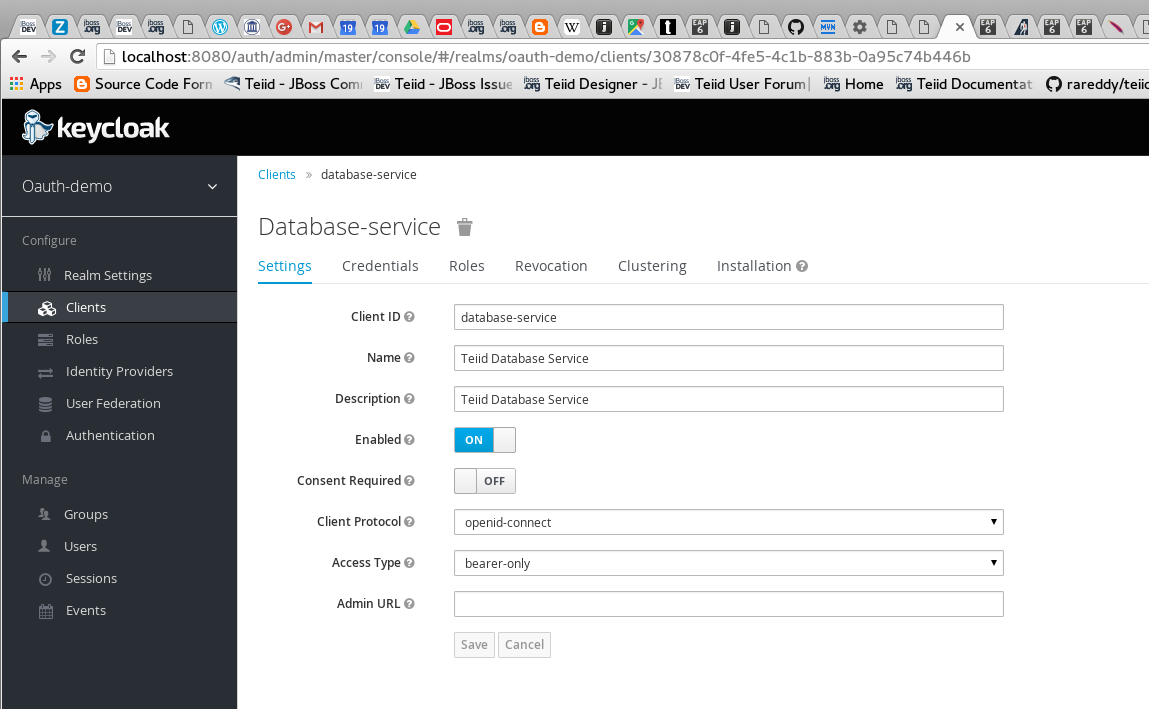 localhost:8080/auth/admin/master/console/#/realms/oauth-demo/clients/30878c0f-4fe5-4c1b-883b-0a95c74b446b
Apps Source Code Forn Teiid - JBoss Com Teiid - JBoss Issue Teiid Designer - JE Teiid User Forum Home Teiid Documentat rareddy/teiid
keycloak
Oauth-demo
Clients » database-service
Database-service
Configure
Realm Settings
Clients
Roles
Identity Providers
User Federation
Authentication
Manage
Groups
Users
Sessions
Events
Settings Credentials Roles Revocation Clustering Installation
Client ID database-service
Name Teiid Database Service
Description Teiid Database Service
Enabled ON
Consent Required OFF
Client Protocol openid-connect
Access Type bearer-only
Admin URL
Save Cancel